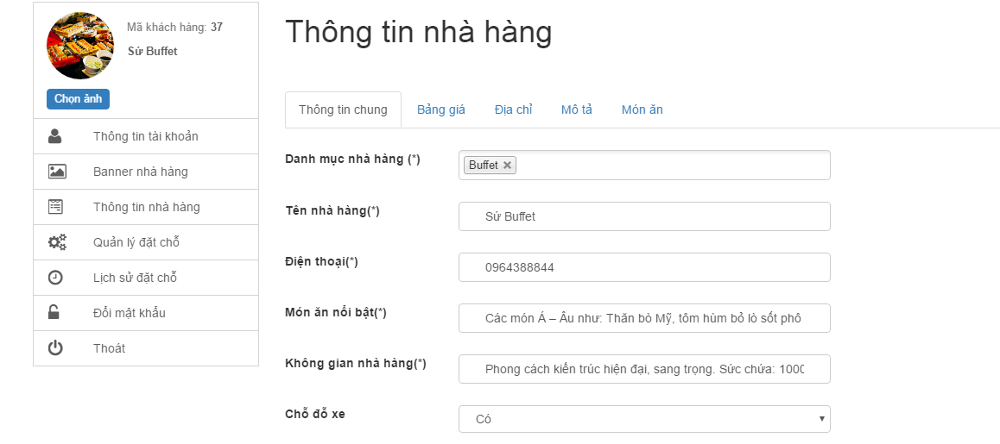 Mã khách hàng: 37
Sứ Buffet
Chọn ảnh
Thông tin tài khoản
Banner nhà hàng
Thông tin nhà hàng
Quản lý đặt chỗ
Lịch sử đặt chỗ
Đổi mật khẩu
Thoát
Thông tin nhà hàng
Thông tin chung Bảng giá Địa chỉ Mô tả Món ăn
Danh mục nhà hàng (*) Buffet
Tên nhà hàng(*) Sứ Buffet
Điện thoại(*) 0964388844
Món ăn nổi bật(*) Các món Á – Âu như: Thăn bò Mỹ, tôm hùm bỏ lò sốt phô
Không gian nhà hàng(*) Phong cách kiến trúc hiện đại, sang trọng. Sức chứa: 1000
Chỗ đỗ xe Có